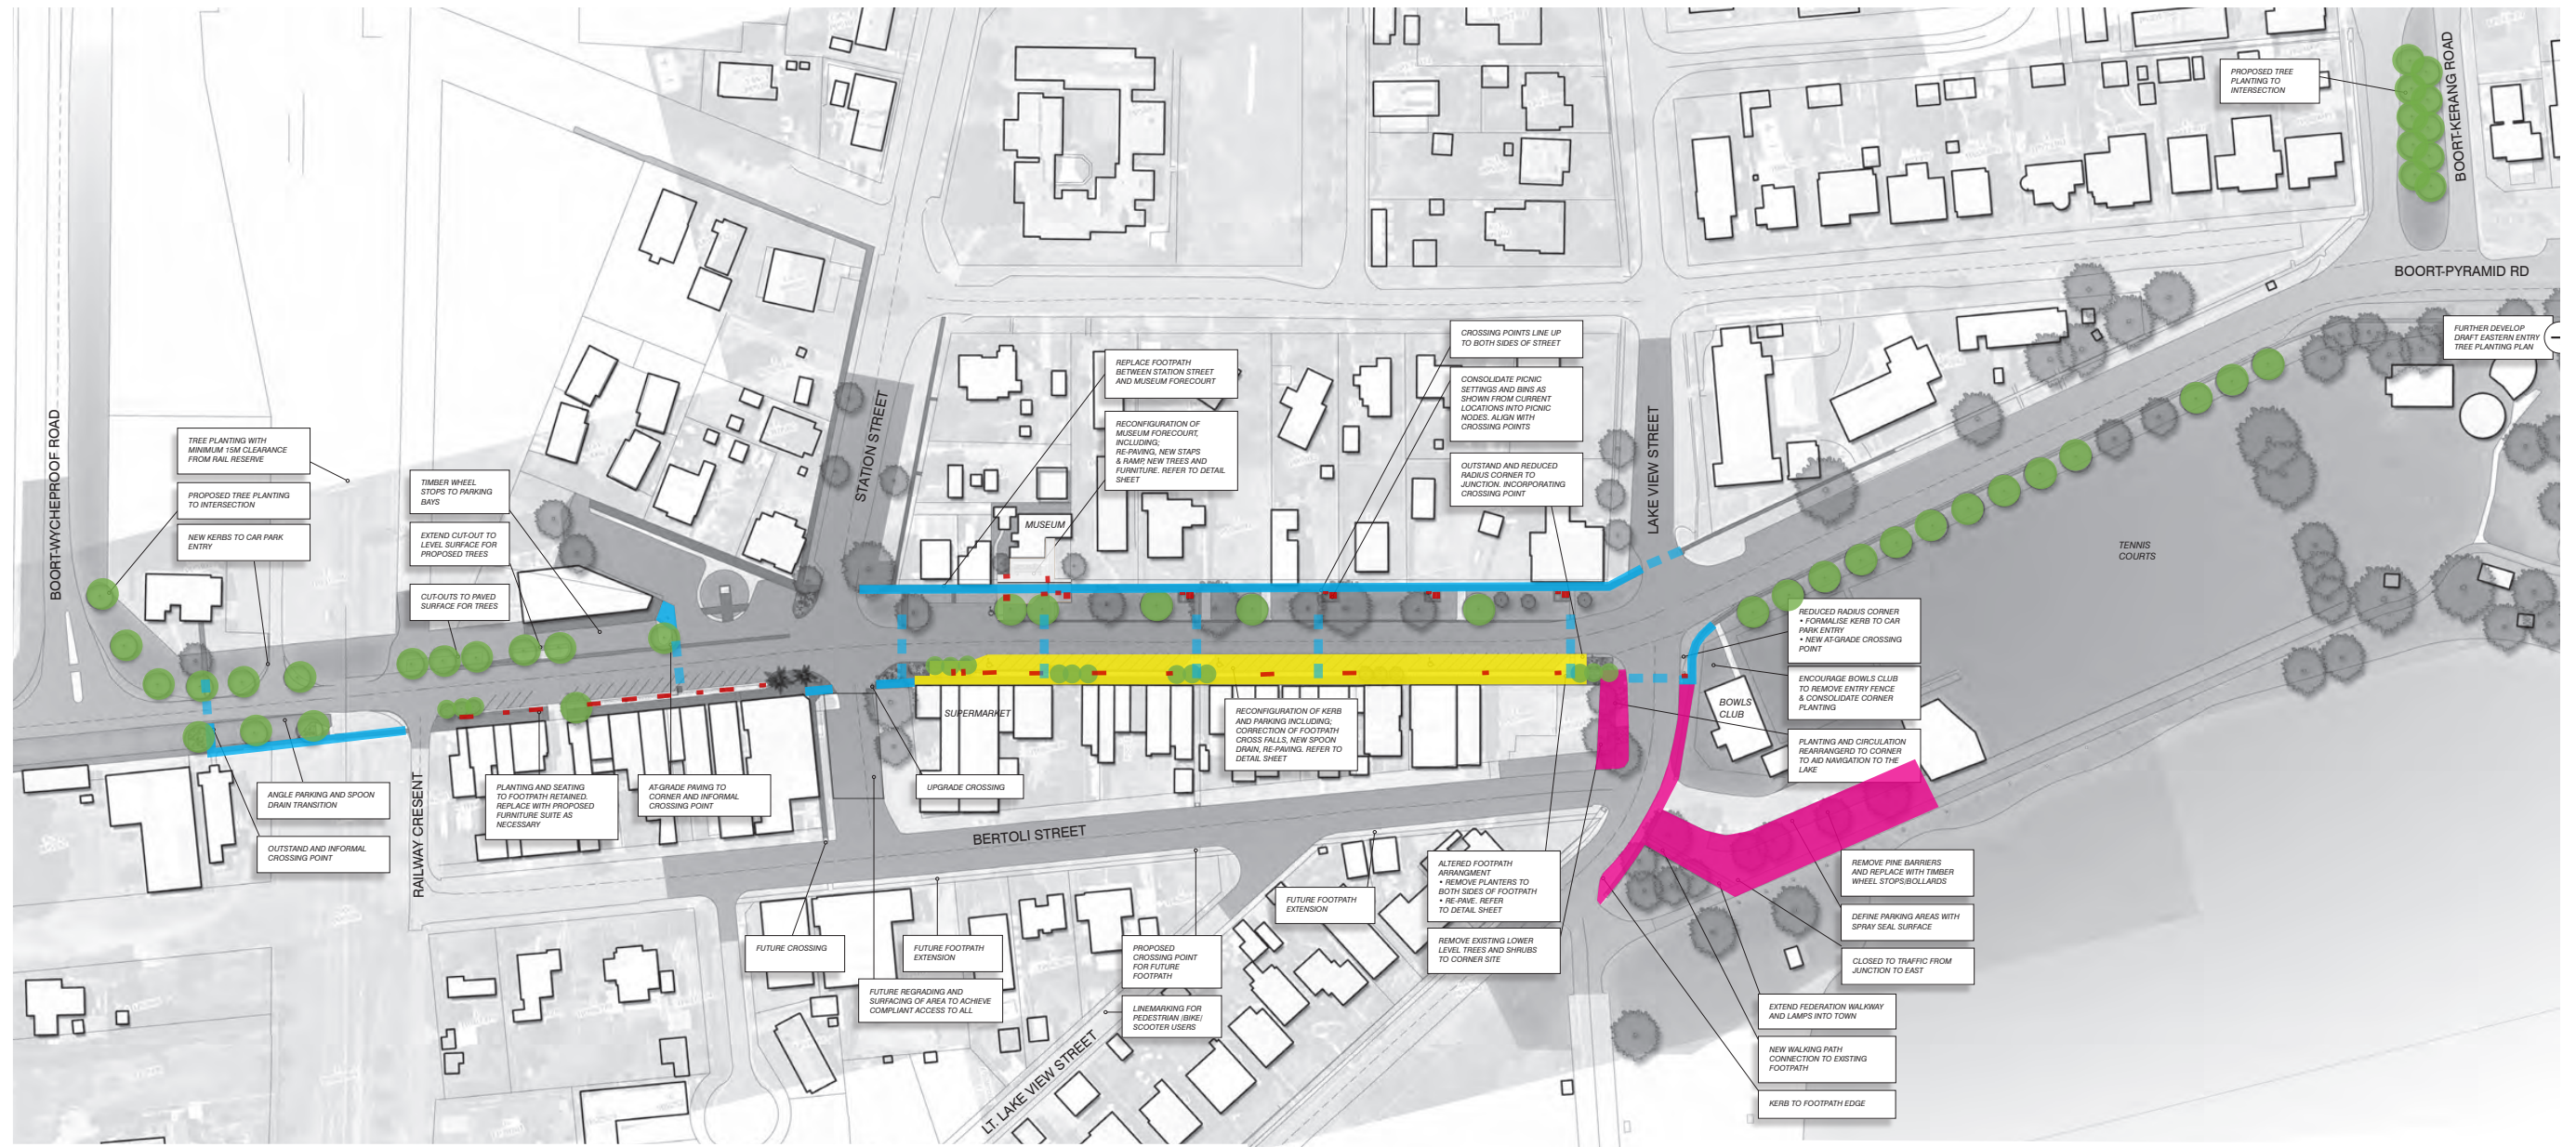 BOORT-WYCHEPROOF ROAD
TREE PLANTING WITH
MINIMUM 15M CLEARANCE
FROM RAIL RESERVE
PROPOSED TREE PLANTING
TO INTERSECTION
NEW KERBS TO CAR PARK
ENTRY
TIMBER WHEEL
STOPS TO PARKING
BAYS
EXTEND CUT-OUT TO
LEVEL SURFACE FOR
PROPOSED TREES
CUT-OUTS TO PAVED
SURFACE FOR TREES
STATION STREET
REPLACE FOOTPATH
BETWEEN STATION STREET
AND MUSEUM FORECOURT
RECONFIGURATION OF
MUSEUM FORECOURT,
INCLUDING;
RE-PAVING, NEW STAPS
& RAMP, NEW TREES AND
FURNITURE. REFER TO DETAIL
SHEET
MUSEUM
CROSSING POINTS LINE UP
TO BOTH SIDES OF STREET
CONSOLIDATE PICNIC
SETTINGS AND BINS AS
SHOWN FROM CURRENT
LOCATIONS INTO PICNIC
NODES. ALIGN WITH
CROSSING POINTS
OUTSTAND AND REDUCED
RADIUS CORNER TO
JUNCTION. INCORPORATING
CROSSING POINT
LAKE VIEW STREET
PROPOSED TREE
PLANTING TO
INTERSECTION
BOORT-KERANG ROAD
BOORT-PYRAMID RD
FURTHER DEVELOP
DRAFT EASTERN ENTRY
TREE PLANTING PLAN
TENNIS
COURTS
REDUCED RADIUS CORNER
• FORMALISE KERB TO CAR
PARK ENTRY
• NEW AT-GRADE CROSSING
POINT
ENCOURAGE BOWLS CLUB
TO REMOVE ENTRY FENCE
& CONSOLIDATE CORNER
PLANTING
PLANTING AND CIRCULATION
REARRANGERD TO CORNER
TO AID NAVIGATION TO THE
LAKE
BOWLS
CLUB
SUPERMARKET
RECONFIGURATION OF KERB
AND PARKING INCLUDING;
CORRECTION OF FOOTPATH
CROSS FALLS, NEW SPOON
DRAIN, RE-PAVING. REFER TO
DETAIL SHEET
UPGRADE CROSSING
ANGLE PARKING AND SPOON
DRAIN TRANSITION
OUTSTAND AND INFORMAL
CROSSING POINT
RAILWAY CRESENT
PLANTING AND SEATING
TO FOOTPATH RETAINED.
REPLACE WITH PROPOSED
FURNITURE SUITE AS
NECESSARY
AT-GRADE PAVING TO
CORNER AND INFORMAL
CROSSING POINT
BERTOLI STREET
FUTURE CROSSING
FUTURE FOOTPATH
EXTENSION
FUTURE REGRADING AND
SURFACING OF AREA TO ACHIEVE
COMPLIANT ACCESS TO ALL
PROPOSED
CROSSING POINT
FOR FUTURE
FOOTPATH
LINEMARKING FOR
PEDESTRIAN /BIKE/
SCOOTER USERS
LT. LAKE VIEW STREET
FUTURE FOOTPATH
EXTENSION
ALTERED FOOTPATH
ARRANGMENT
• REMOVE PLANTERS TO
BOTH SIDES OF FOOTPATH
• RE-PAVE. REFER
TO DETAIL SHEET
REMOVE EXISTING LOWER
LEVEL TREES AND SHRUBS
TO CORNER SITE
REMOVE PINE BARRIERS
AND REPLACE WITH TIMBER
WHEEL STOPS/BOLLARDS
DEFINE PARKING AREAS WITH
SPRAY SEAL SURFACE
CLOSED TO TRAFFIC FROM
JUNCTION TO EAST
EXTEND FEDERATION WALKWAY
AND LAMPS INTO TOWN
NEW WALKING PATH
CONNECTION TO EXISTING
FOOTPATH
KERB TO FOOTPATH EDGE